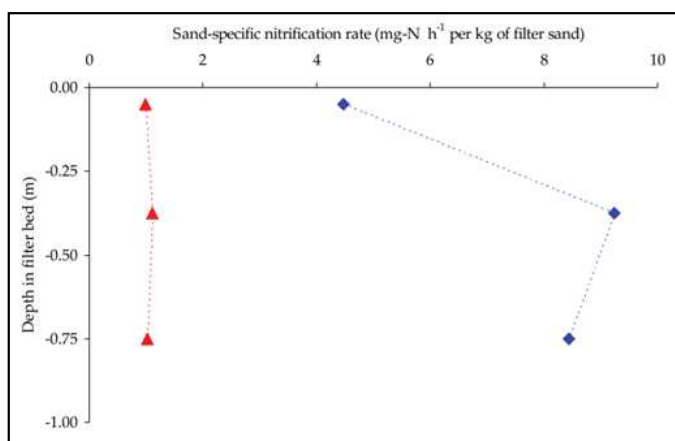 Sand-specific nitrification rate (mg-N h⁻¹ per kg of filter sand)
0 2 4 6 8 10
Depth in filter bed (m)
0.00
-0.25
-0.50
-0.75
-1.00